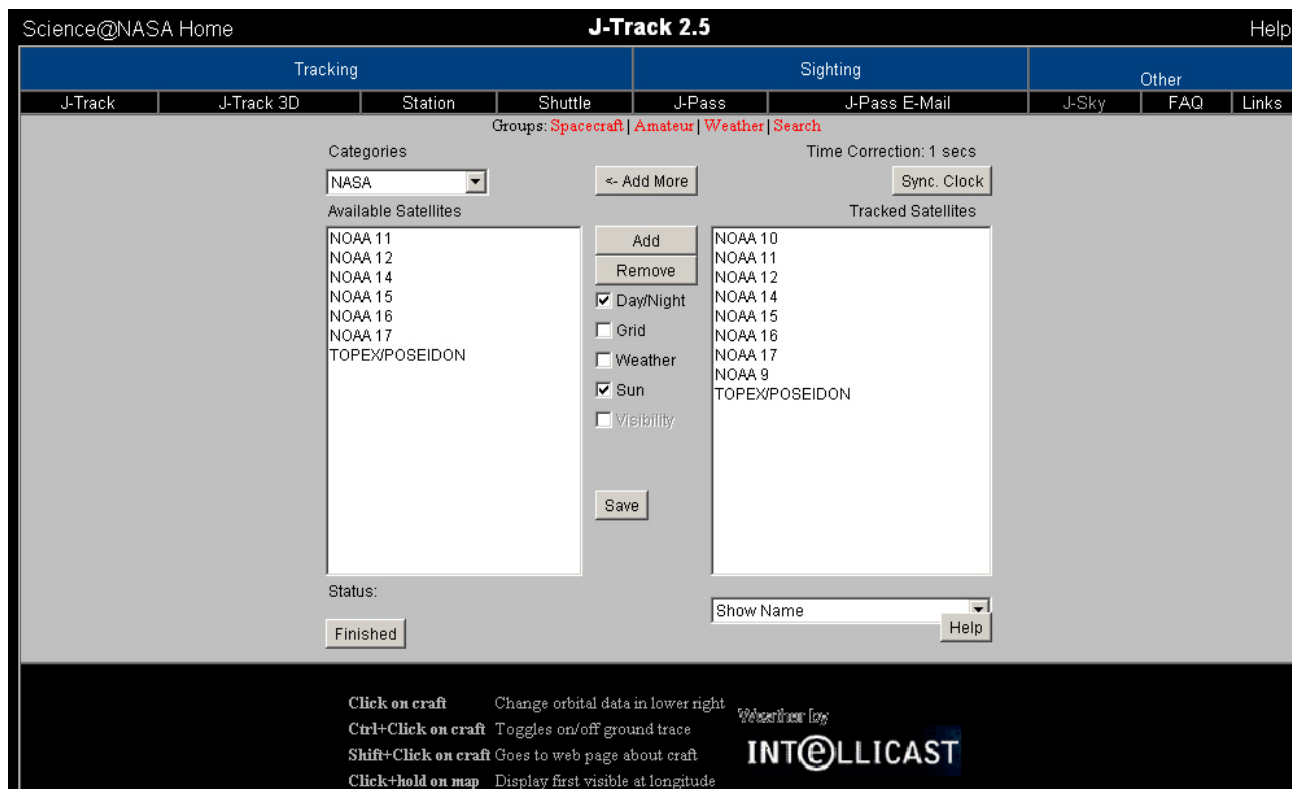 Science@NASA Home J-Track 2.5 Help
Tracking Sighting Other
J-Track J-Track 3D Station Shuttle J-Pass J-Pass E-Mail J-Sky FAQ Links
Groups: Spacecraft | Amateur | Weather | Search
Categories Time Correction: 1 secs
NASA <- Add More Sync. Clock
Available Satellites Tracked Satellites
NOAA 11
NOAA 12
NOAA 14
NOAA 15
NOAA 16
NOAA 17
TOPEX/POSEIDON
Add
Remove
Day/Night
Grid
Weather
Sun
Visibility
Save
NOAA 10
NOAA 11
NOAA 12
NOAA 14
NOAA 15
NOAA 16
NOAA 17
NOAA 9
TOPEX/POSEIDON
Status:
Show Name
Finished Help
Click on craft Change orbital data in lower right
Ctrl+Click on craft Toggles on/off ground trace
Shift+Click on craft Goes to web page about craft
Click+hold on map Display first visible at longitude
Weather by
INTeLLICAST